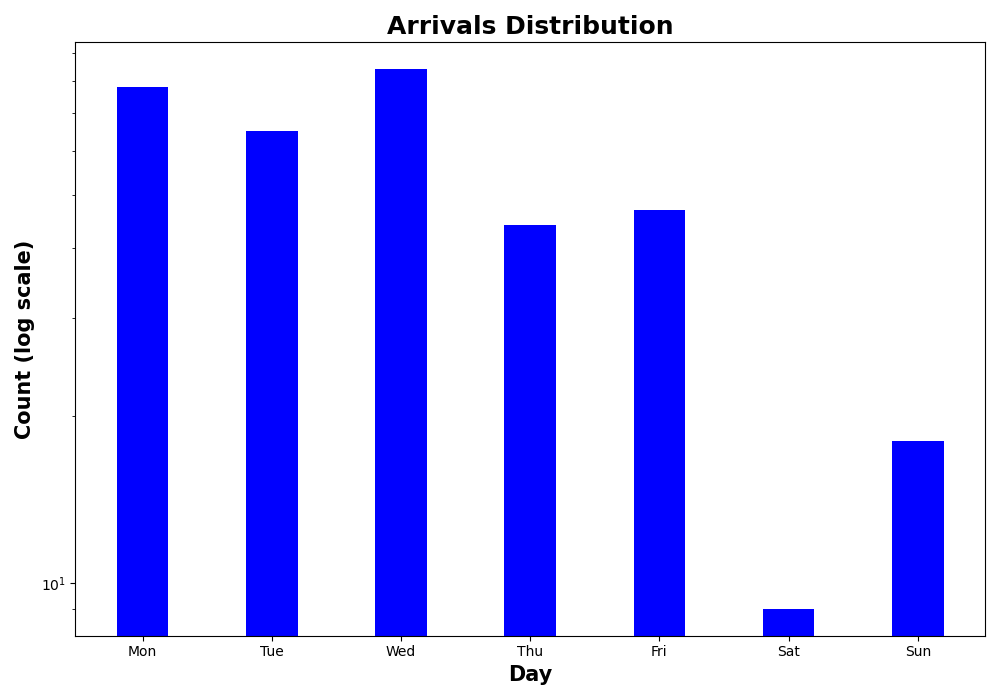 Arrivals Distribution
Count (log scale)
10¹
Mon Tue Wed Thu Fri Sat Sun
Day